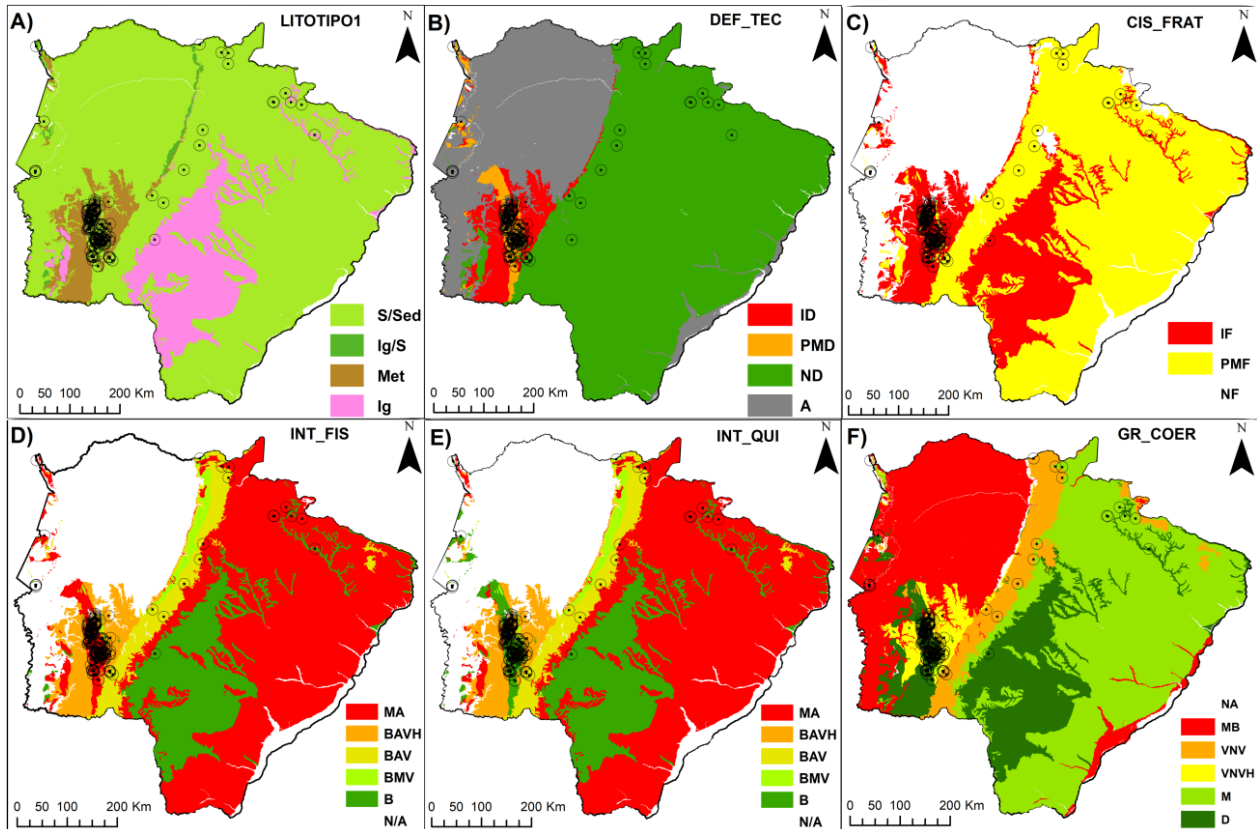 A) LITOTIPO1 N
S/Sed
Ig/S
Met
Ig
0 50 100 200 Km
B) DEF_TEC N
ID
PMD
ND
A
0 50 100 200 Km
C) CIS_FRAT N
IF
PMF
NF
0 50 100 200 Km
D) INT_FIS N
MA
BAVH
BAV
BMV
B
N/A
0 50 100 200 Km
E) INT_QUI N
MA
BAVH
BAV
BMV
B
N/A
0 50 100 200 Km
F) GR_COER N
NA
MB
VNV
VNVH
M
D
0 50 100 200 Km